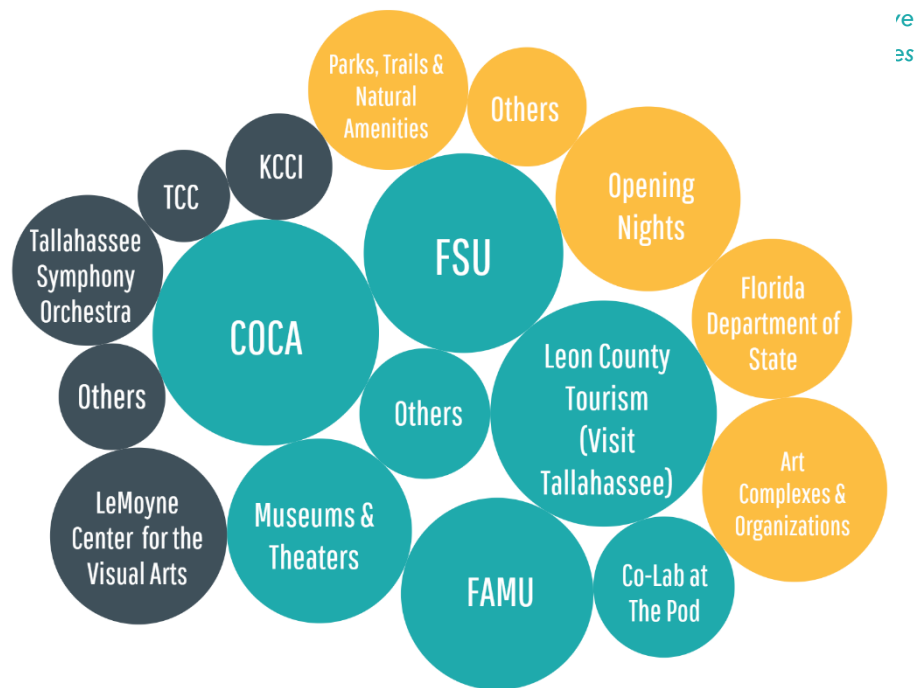 Parks, Trails &
Natural
Amenities
Others
Opening
Nights
KCCI
TCC
Tallahassee
Symphony
Orchestra
FSU
COCA
Florida
Department of
State
Leon County
Tourism
(Visit
Tallahassee)
Others
Others
Art
Complexes &
Organizations
LeMoyne
Center for the
Visual Arts
Museums &
Theaters
FAMU
Co-Lab at
The Pod